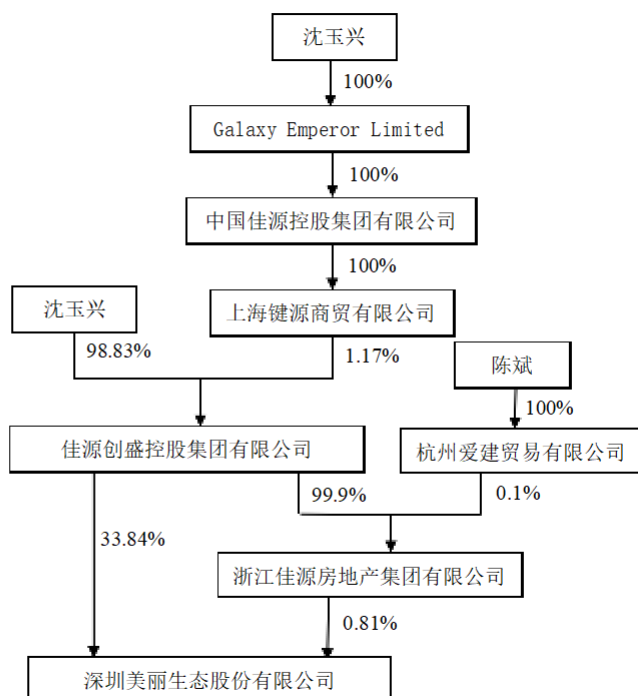 沈玉兴
100%
Galaxy Emperor Limited
100%
中国佳源控股集团有限公司
100%
沈玉兴
上海键源商贸有限公司
98.83%
1.17%
陈斌
100%
佳源创盛控股集团有限公司
杭州爱建贸易有限公司
99.9%
0.1%
33.84%
浙江佳源房地产集团有限公司
0.81%
深圳美丽生态股份有限公司